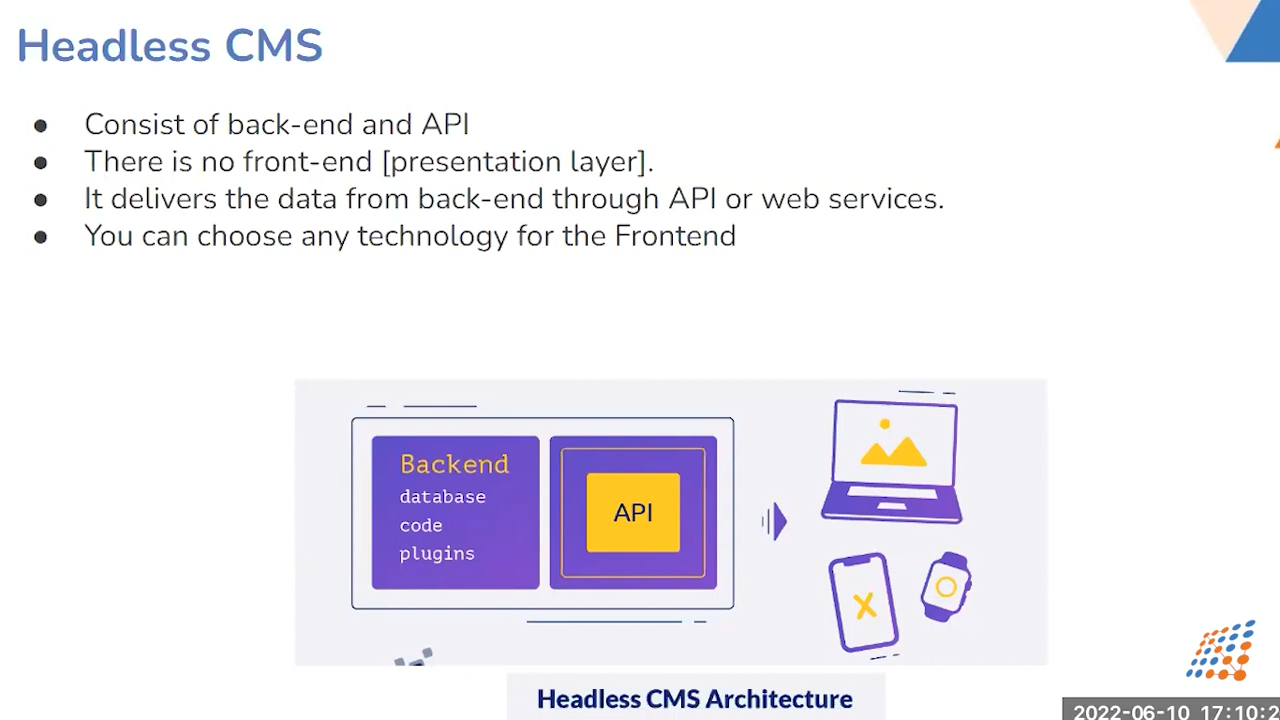 Headless CMS
● Consist of back-end and API
● There is no front-end [presentation layer].
● It delivers the data from back-end through API or web services.
● You can choose any technology for the Frontend
Backend
database
code
plugins
API
Headless CMS Architecture
2022-06-10 17:10:2